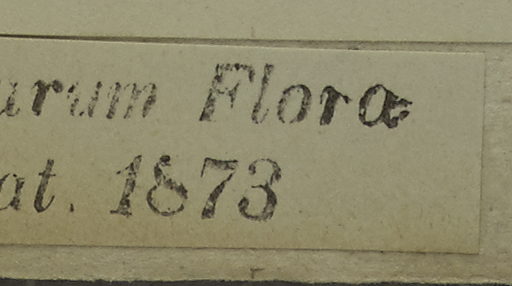 arum Flora
at. 1873